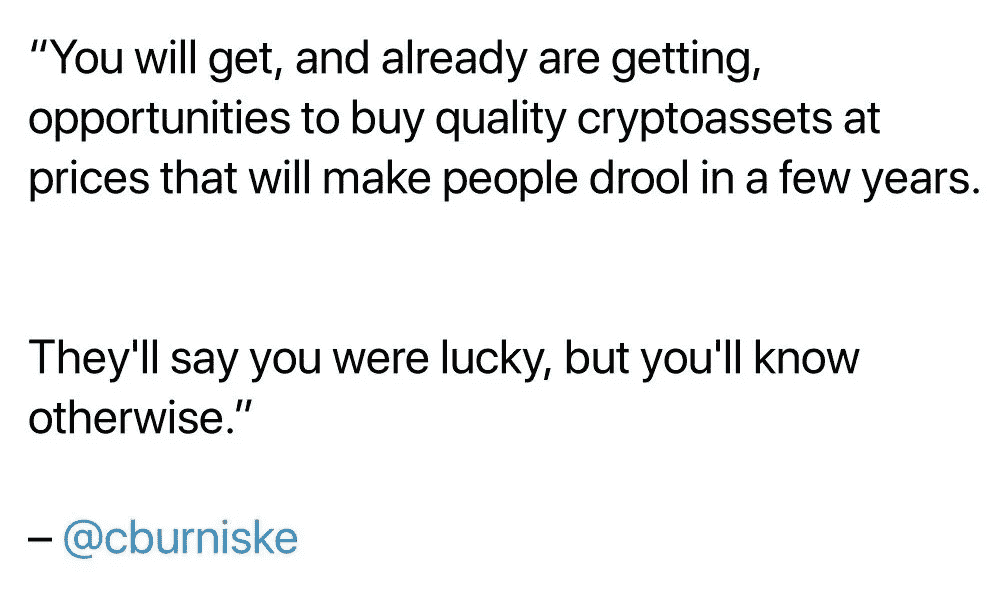 “You will get, and already are getting,
opportunities to buy quality cryptoassets at
prices that will make people drool in a few years.
They'll say you were lucky, but you'll know
otherwise.”
– @cburniske